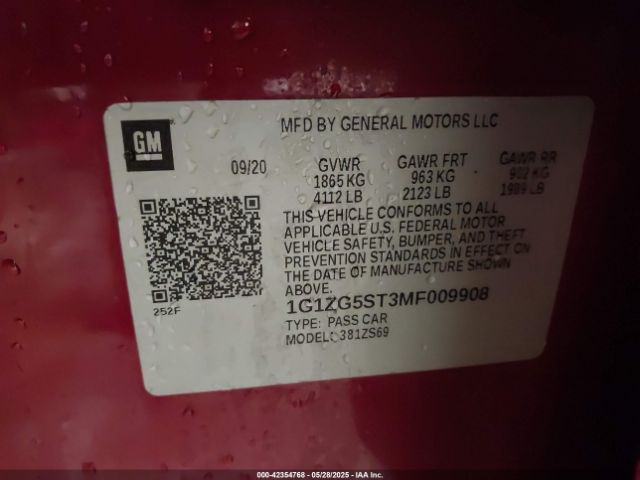 GM
MFD BY GENERAL MOTORS LLC
09/20 GVWR GAWR FRT GAWR RR
1865 KG 963 KG 902 KG
4112 LB 2123 LB 1989 LB
THIS VEHICLE CONFORMS TO ALL
APPLICABLE U.S. FEDERAL MOTOR
VEHICLE SAFETY, BUMPER, AND THEFT
PREVENTION STANDARDS IN EFFECT ON
THE DATE OF MANUFACTURE SHOWN
ABOVE.
252F
1G1ZG5ST3MF009908
TYPE: PASS CAR
MODEL: 381ZS69
000-42354768 - 05/28/2025 - IAA Inc.